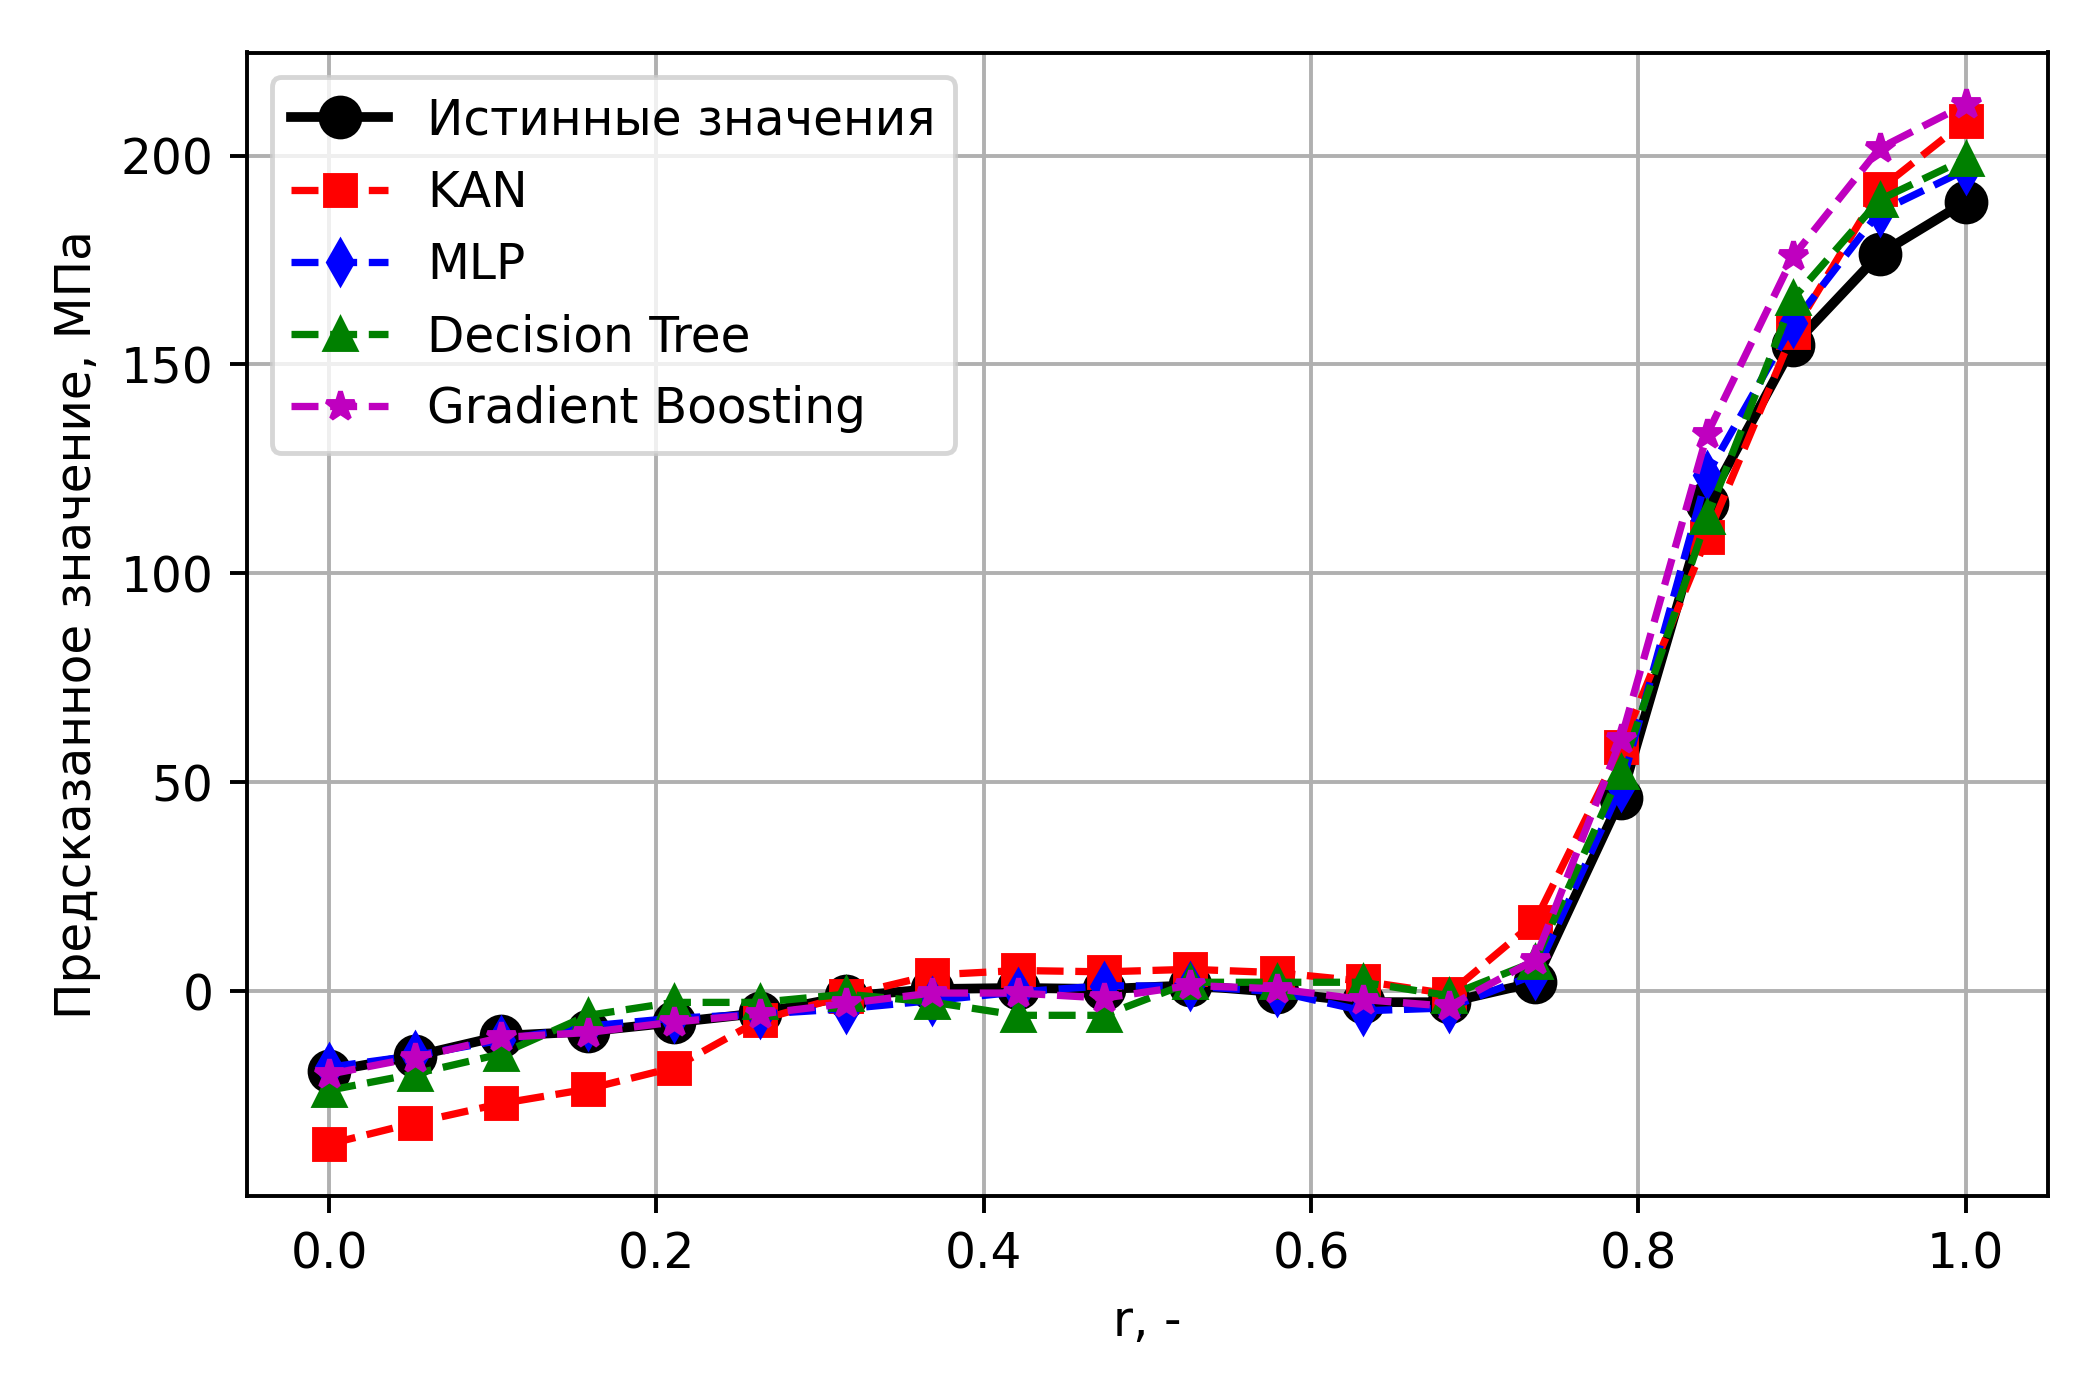 Истинные значения
KAN
MLP
Decision Tree
Gradient Boosting
Предсказанное значение, МПа
200
150
100
50
0
0.0 0.2 0.4 0.6 0.8 1.0
r, -